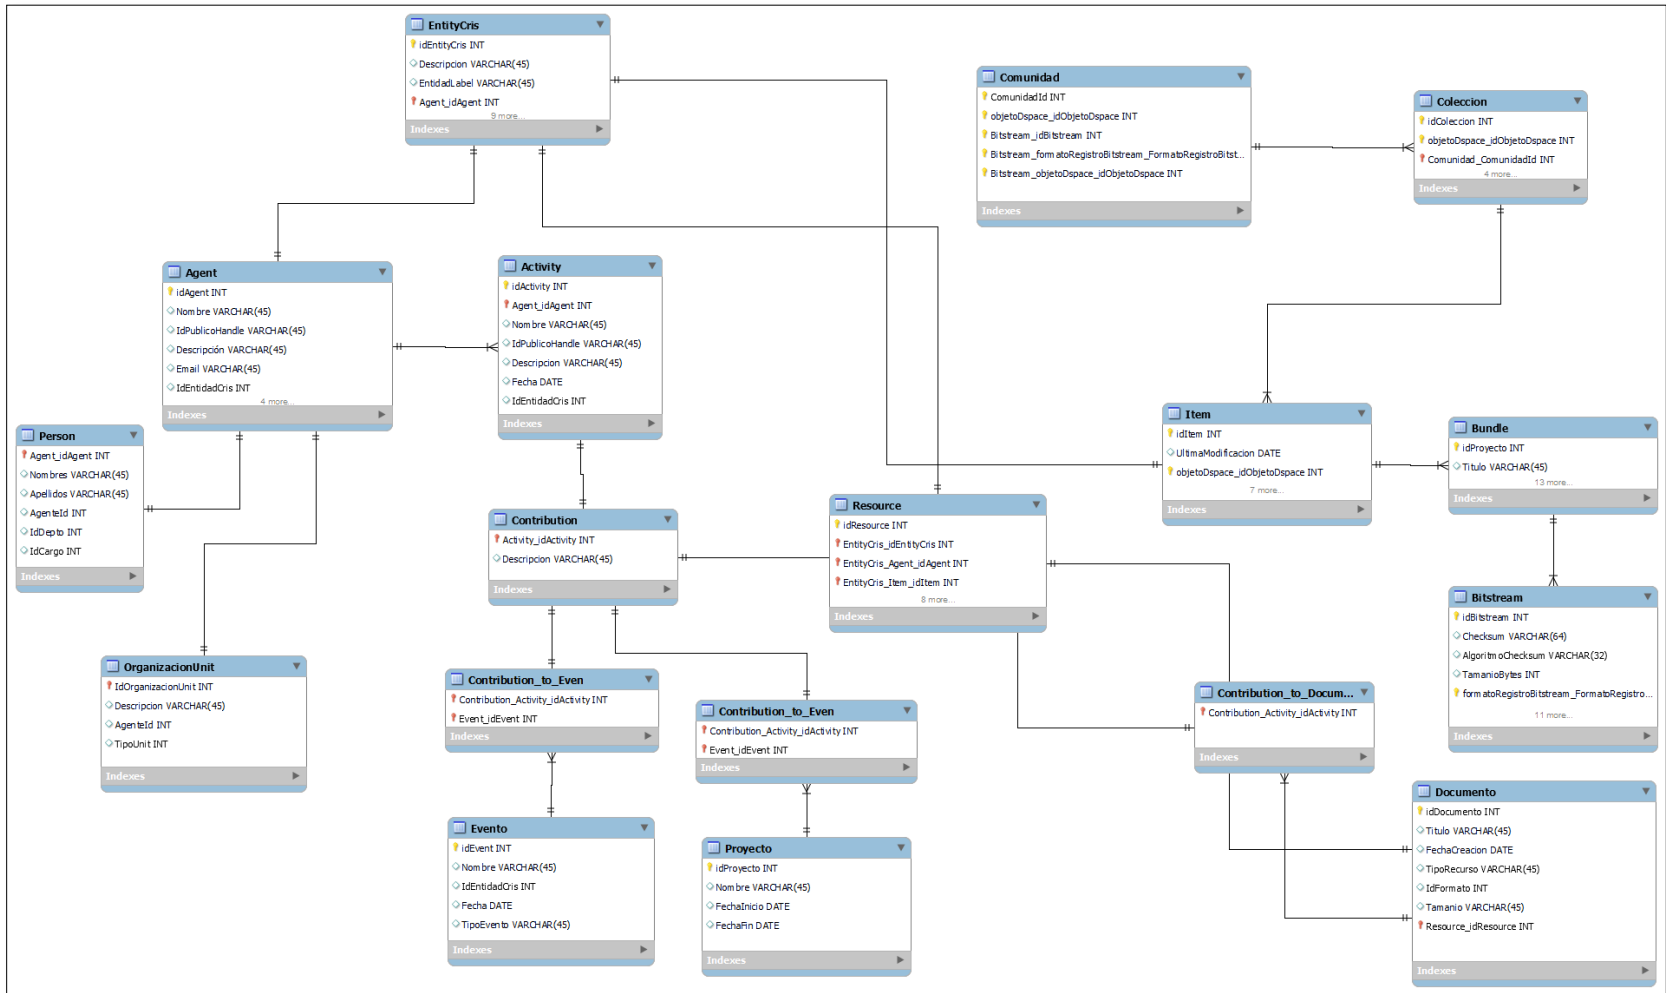 EntityCris
idEntityCris INT
Descripcion VARCHAR(45)
EntidadLabel VARCHAR(45)
Agent_idAgent INT
9 more...
Indexes
Comunidad
ComunidadId INT
objetoDspace_idObjetoDspace INT
Bitstream_idBitstream INT
Bitstream_formatoRegistroBitstream_FormatoRegistroBitst...
Bitstream_objetoDspace_idObjetoDspace INT
Indexes
Coleccion
idColeccion INT
objetoDspace_idObjetoDspace INT
Comunidad_ComunidadId INT
4 more...
Indexes
Agent
idAgent INT
Nombre VARCHAR(45)
IdPublicoHandle VARCHAR(45)
Descripción VARCHAR(45)
Email VARCHAR(45)
IdEntidadCris INT
4 more...
Indexes
Activity
idActivity INT
Agent_idAgent INT
Nombre VARCHAR(45)
IdPublicoHandle VARCHAR(45)
Descripcion VARCHAR(45)
Fecha DATE
IdEntidadCris INT
Indexes
Person
Agent_idAgent INT
Nombres VARCHAR(45)
Apellidos VARCHAR(45)
AgenteId INT
IdDepto INT
IdCargo INT
Indexes
Item
idItem INT
UltimaModificacion DATE
objetoDspace_idObjetoDspace INT
7 more...
Indexes
Bundle
idProyecto INT
Titulo VARCHAR(45)
13 more...
Indexes
Contribution
Activity_idActivity INT
Descripcion VARCHAR(45)
Indexes
Resource
idResource INT
EntityCris_idEntityCris INT
EntityCris_Agent_idAgent INT
EntityCris_Item_idItem INT
8 more...
Indexes
Bitstream
idBitstream INT
Checksum VARCHAR(64)
AlgoritmoChecksum VARCHAR(32)
TamanioBytes INT
formatoRegistroBitstream_FormatoRegistro...
11 more...
Indexes
OrganizacionUnit
IdOrganizacionUnit INT
Descripcion VARCHAR(45)
AgenteId INT
TipoUnit INT
Indexes
Contribution_to_Even
Contribution_Activity_idActivity INT
Event_idEvent INT
Indexes
Contribution_to_Even
Contribution_Activity_idActivity INT
Event_idEvent INT
Indexes
Contribution_to_Docum...
Contribution_Activity_idActivity INT
Indexes
Evento
idEvent INT
Nombre VARCHAR(45)
IdEntidadCris INT
Fecha DATE
TipoEvento VARCHAR(45)
Indexes
Proyecto
idProyecto INT
Nombre VARCHAR(45)
FechaInicio DATE
FechaFin DATE
Indexes
Documento
idDocumento INT
Titulo VARCHAR(45)
FechaCreacion DATE
TipoRecurso VARCHAR(45)
IdFormato INT
Tamanio VARCHAR(45)
Resource_idResource INT
Indexes